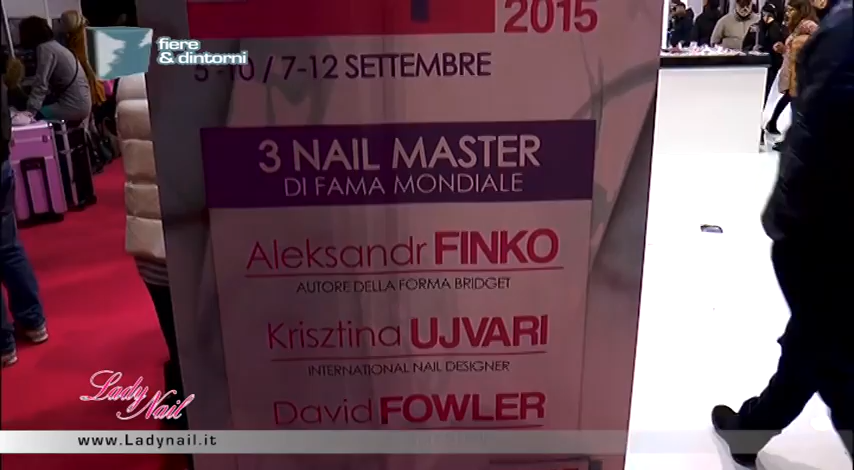 2015
fiere
& dintorni
5-10 / 7-12 SETTEMBRE
3 NAIL MASTER
DI FAMA MONDIALE
Aleksandr FINKO
AUTORE DELLA FORMA BRIDGET
Krisztina UJVARI
INTERNATIONAL NAIL DESIGNER
David FOWLER
Lady Nail
www.Ladynail.it